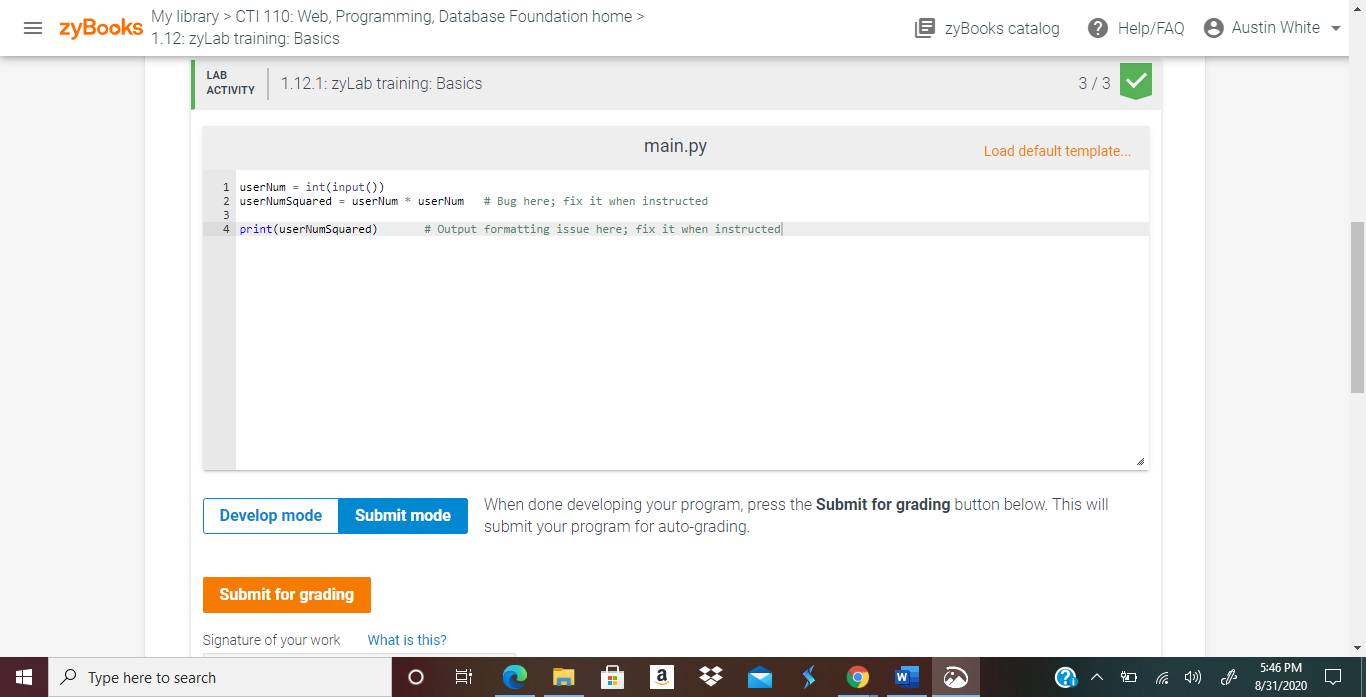 zyBooks
My library > CTI 110: Web, Programming, Database Foundation home >
1.12: zyLab training: Basics
zyBooks catalog
Help/FAQ
Austin White
LAB
ACTIVITY
1.12.1: zyLab training: Basics
3 / 3
main.py
Load default template...
1 userNum = int(input())
2 userNumSquared = userNum * userNum   # Bug here; fix it when instructed
3
4 print(userNumSquared)       # Output formatting issue here; fix it when instructed
Develop mode
Submit mode
When done developing your program, press the Submit for grading button below. This will
submit your program for auto-grading.
Submit for grading
Signature of your work
What is this?
Type here to search
5:46 PM
8/31/2020